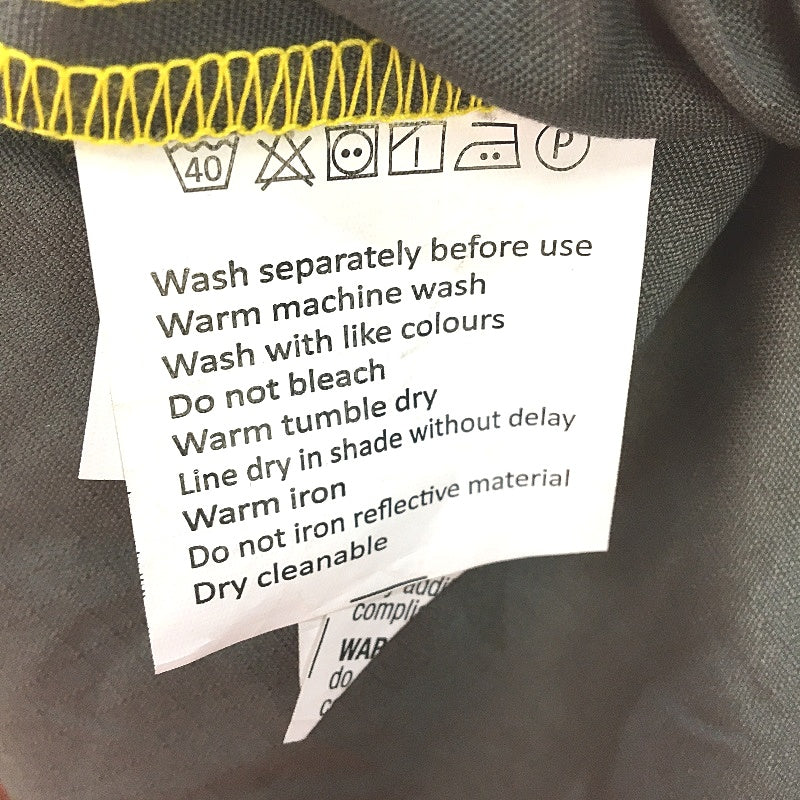 40 P
Wash separately before use
Warm machine wash
Wash with like colours
Do not bleach
Warm tumble dry
Line dry in shade without delay
Warm iron
Do not iron reflective material
Dry cleanable
do